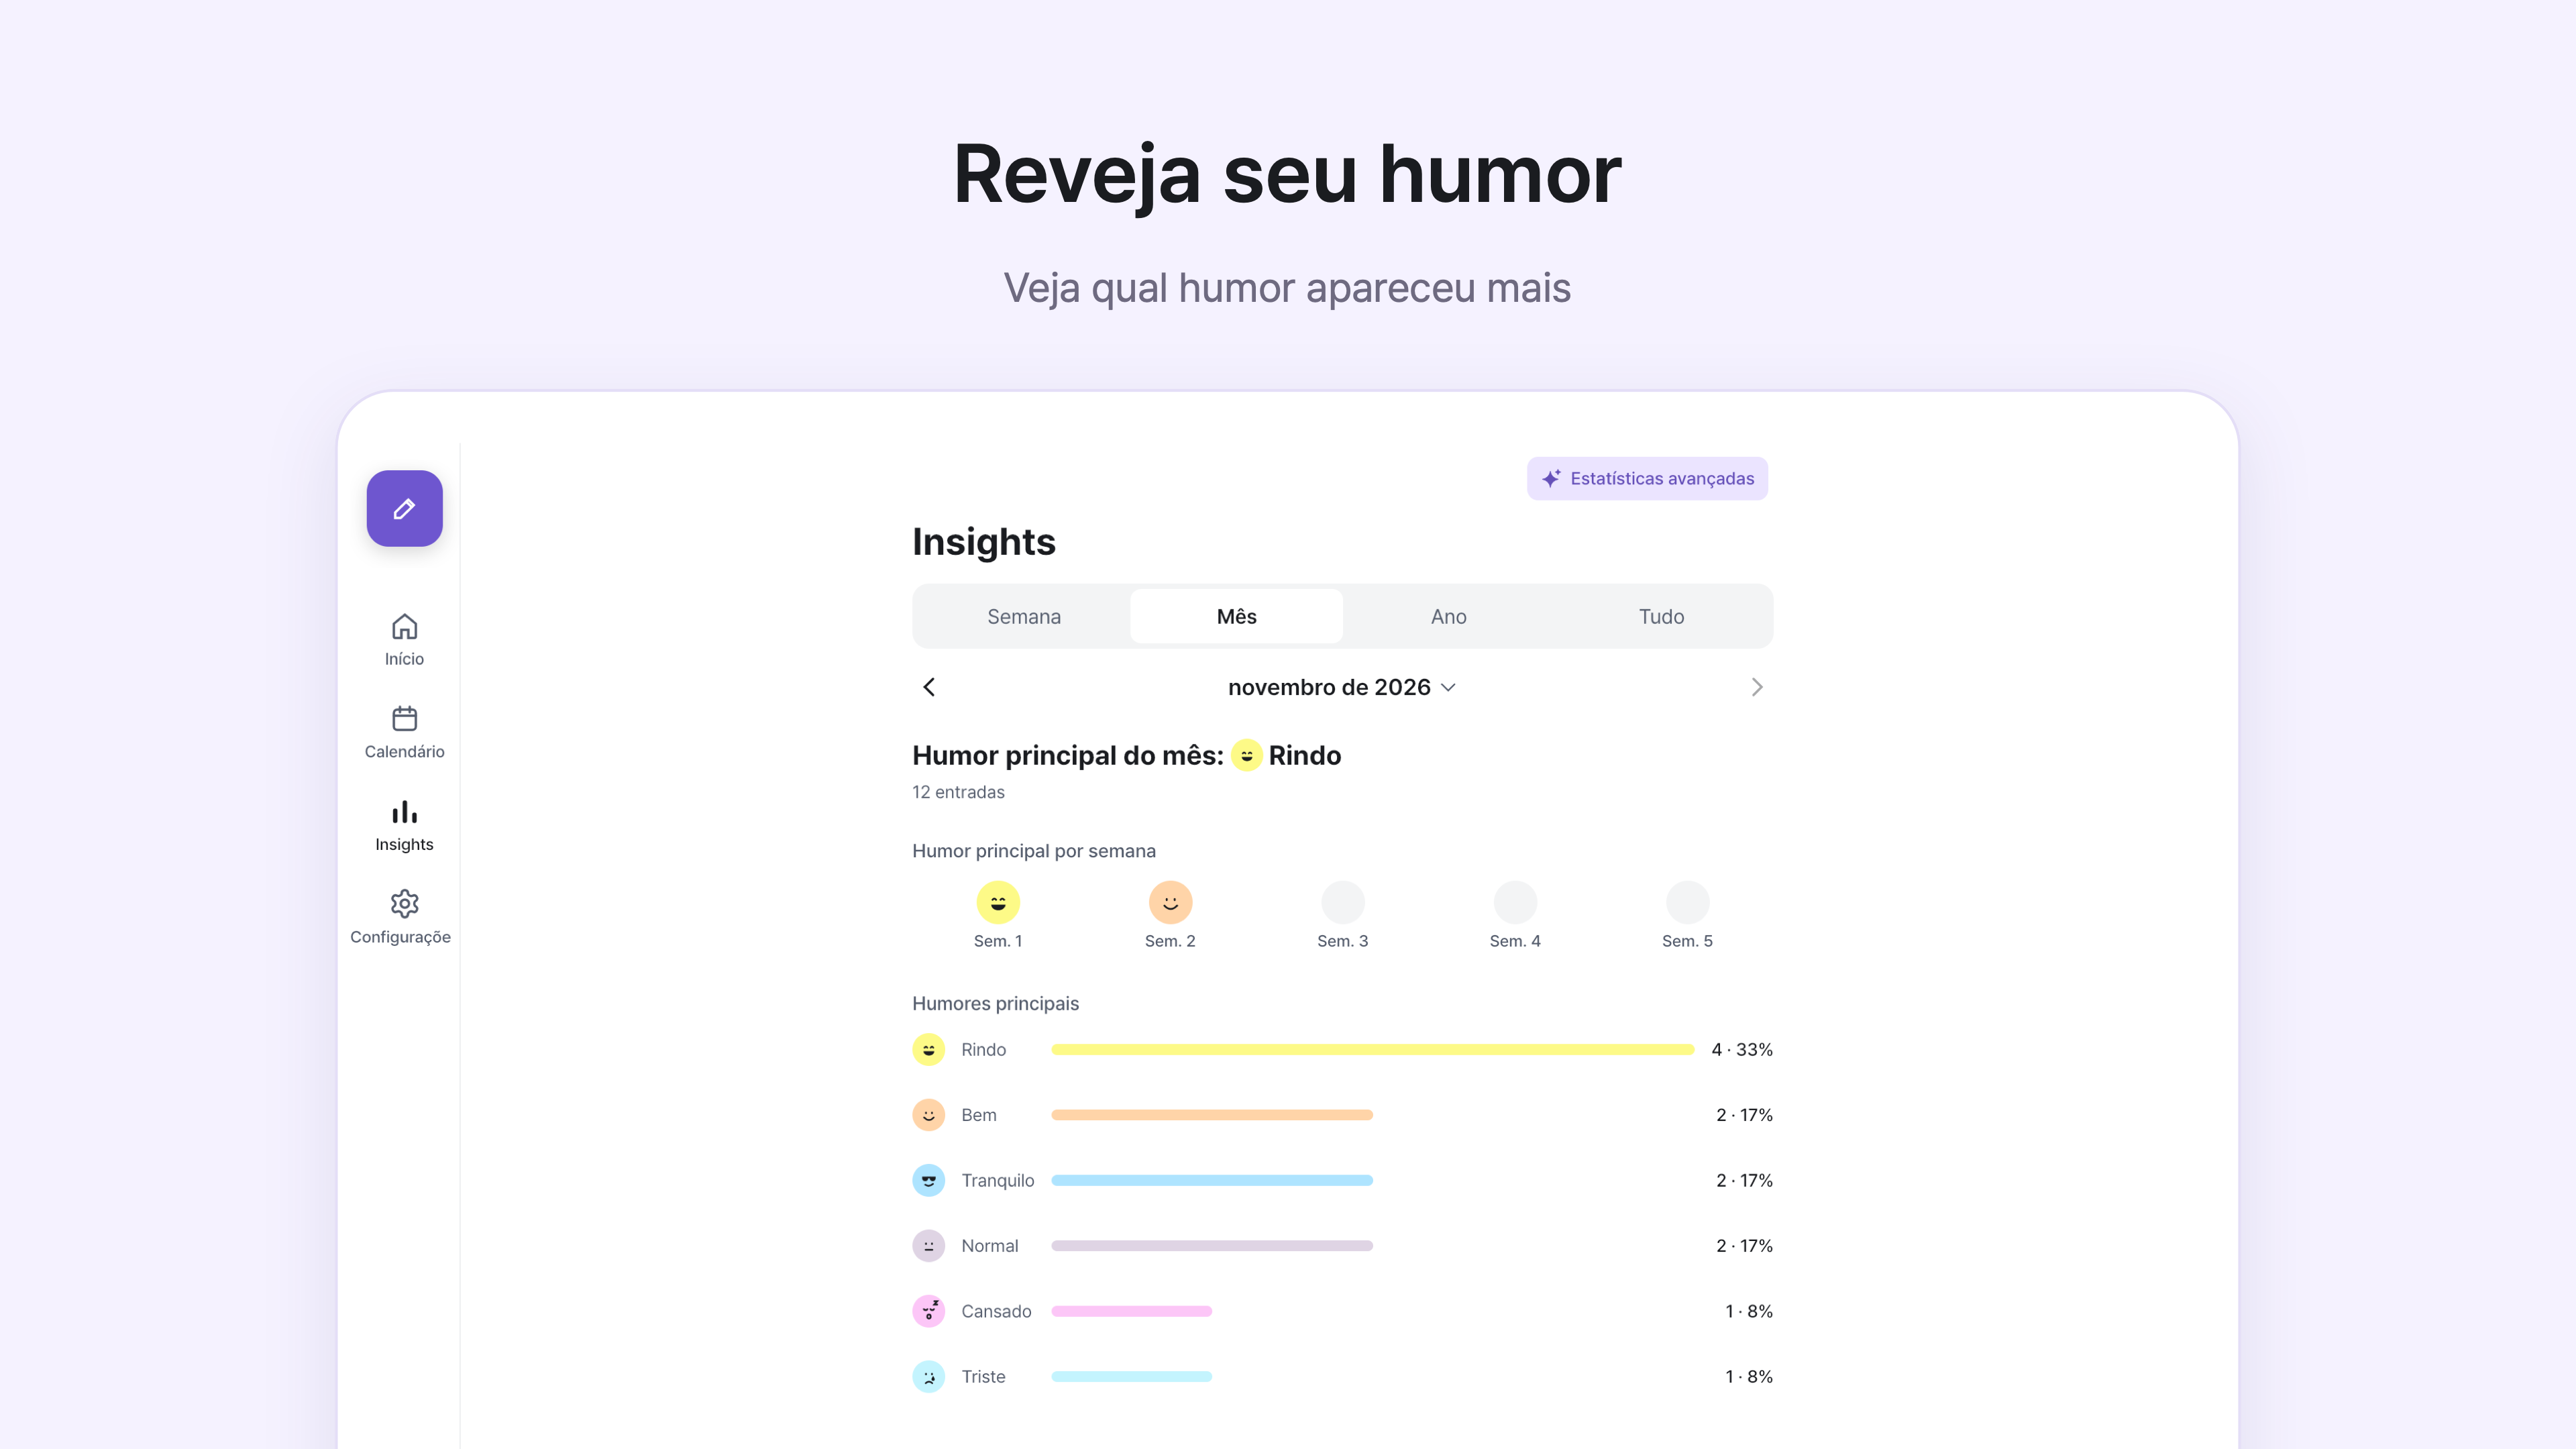 Reveja seu humor
Veja qual humor apareceu mais
Estatísticas avançadas
Insights
Semana
Mês
Ano
Tudo
novembro de 2026
Início
Calendário
Insights
Configuraçõe
Humor principal do mês: Rindo
12 entradas
Humor principal por semana
Sem. 1
Sem. 2
Sem. 3
Sem. 4
Sem. 5
Humores principais
Rindo 4 · 33%
Bem 2 · 17%
Tranquilo 2 · 17%
Normal 2 · 17%
Cansado 1 · 8%
Triste 1 · 8%